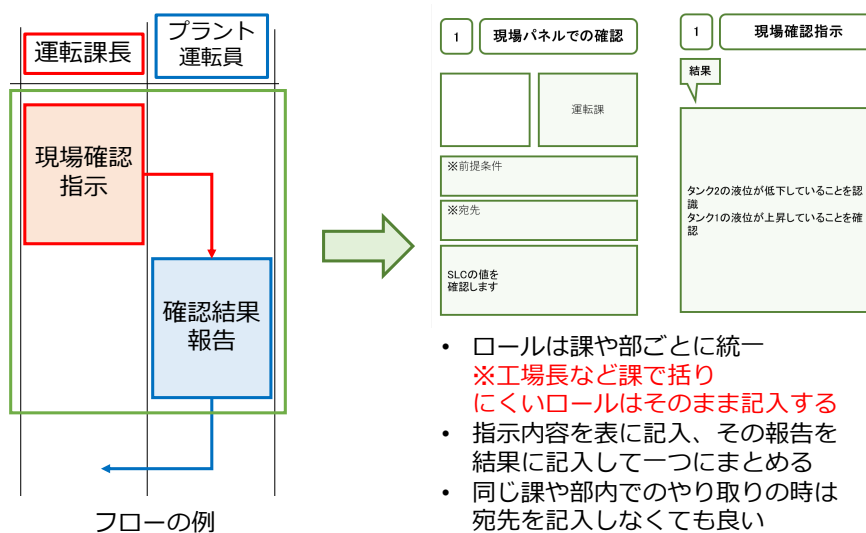 運転課長
プラント
運転員
現場確認
指示
確認結果
報告
フローの例
1
現場パネルでの確認
運転課
※前提条件
※宛先
SLCの値を
確認します
1
現場確認指示
結果
タンク2の液位が低下していることを認
識
タンク1の液位が上昇していることを確
認
• ロールは課や部ごとに統一
※工場長など課で括り
にくいロールはそのまま記入する
• 指示内容を表に記入、その報告を
結果に記入して一つにまとめる
• 同じ課や部内でのやり取りの時は
宛先を記入しなくても良い